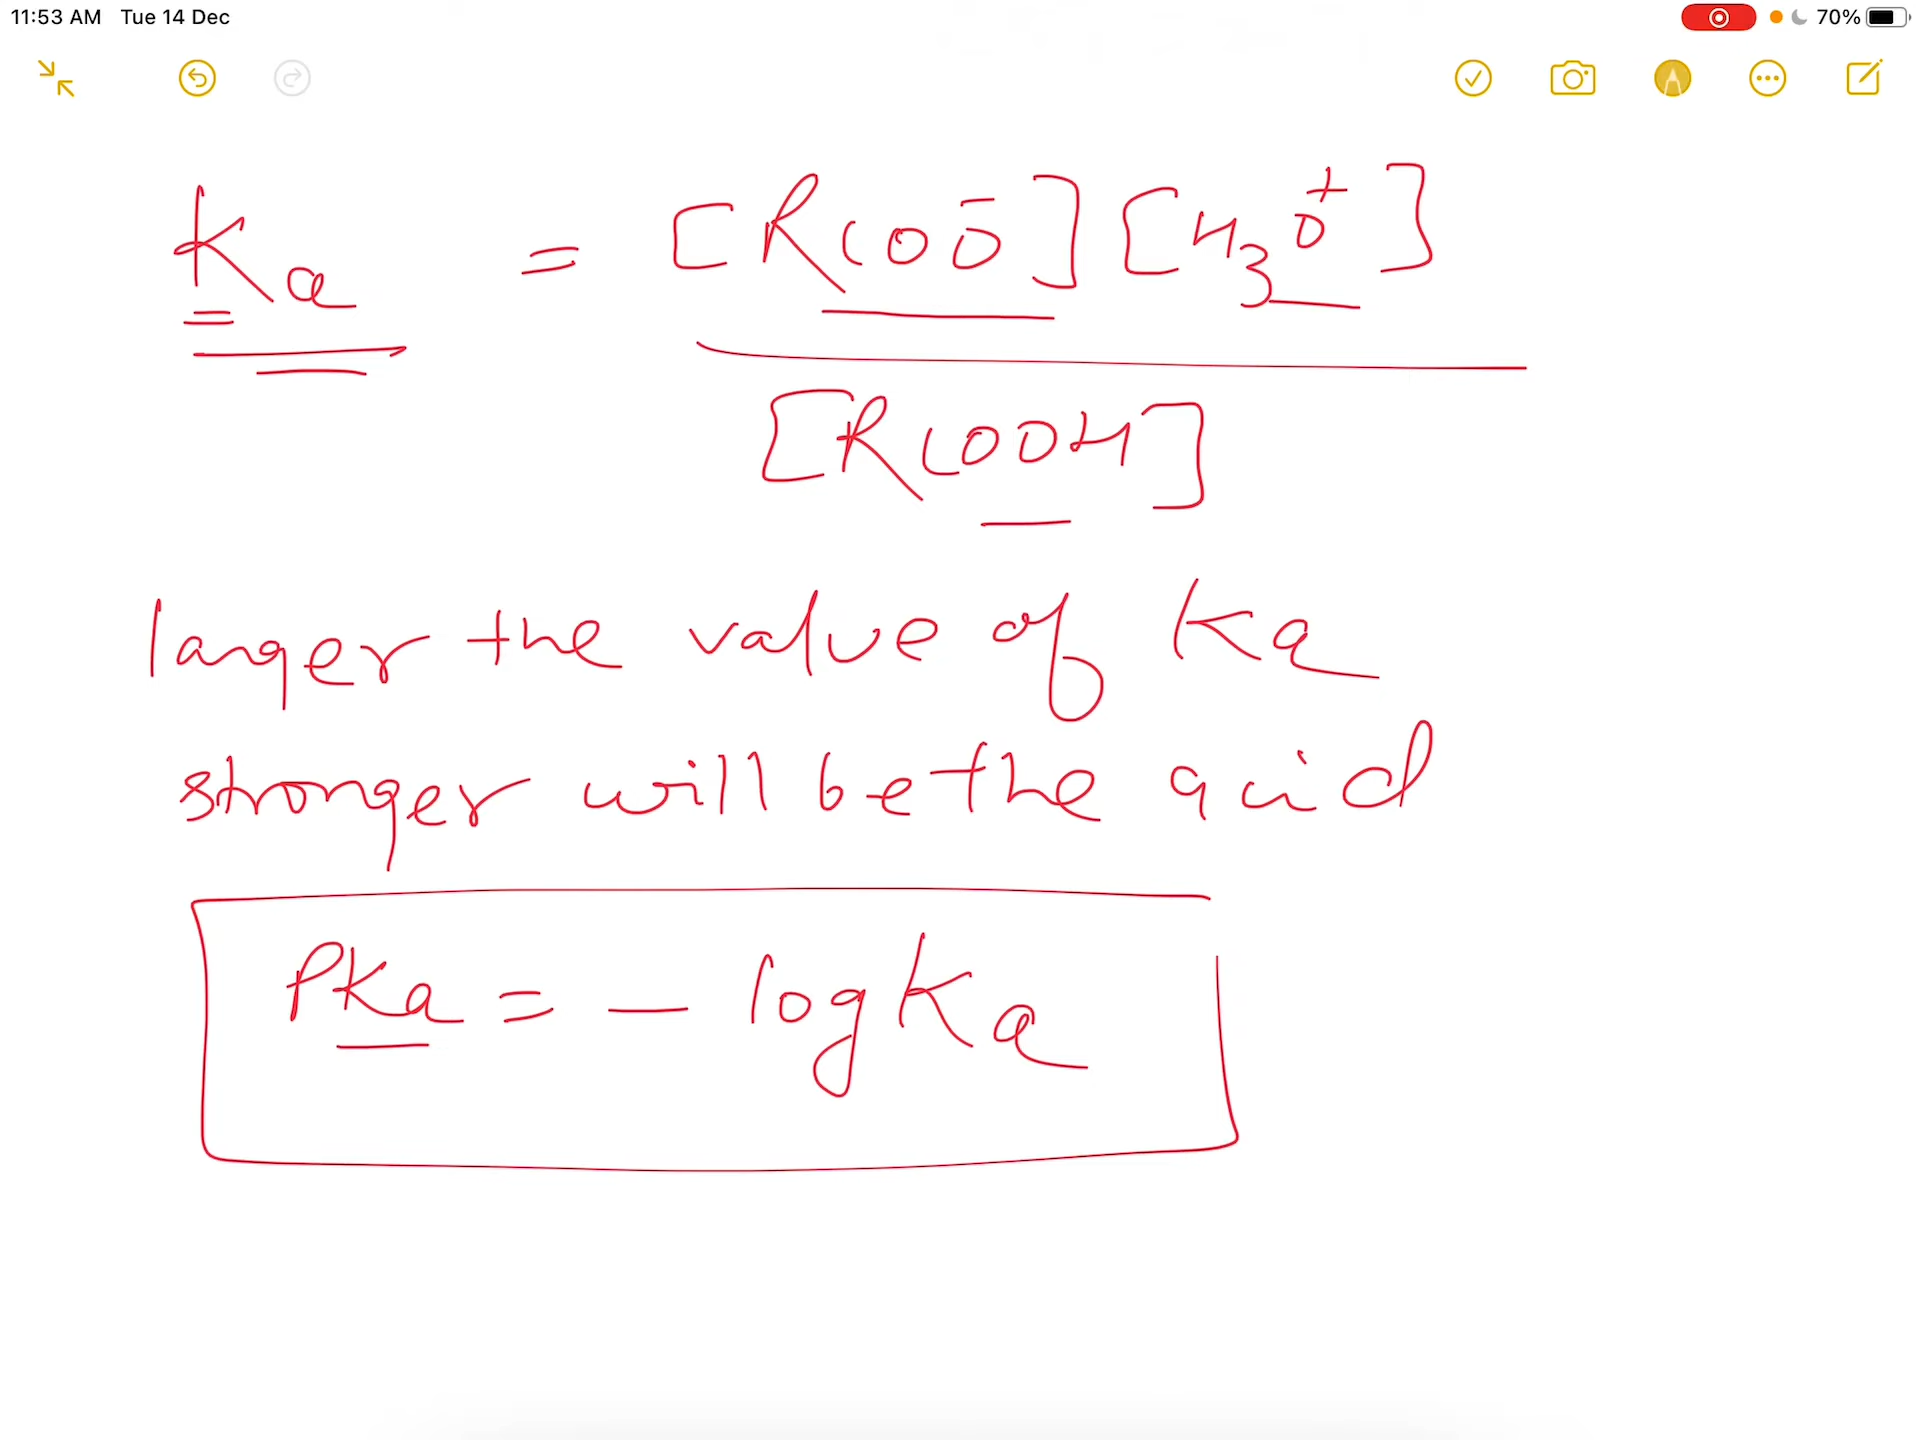 11:53 AM Tue 14 Dec 70%
Ka = [RCOO⁻] [H₃O⁺]
[RCOOH]
larger the value of Ka
stronger will be the acid
PKa = - log Ka